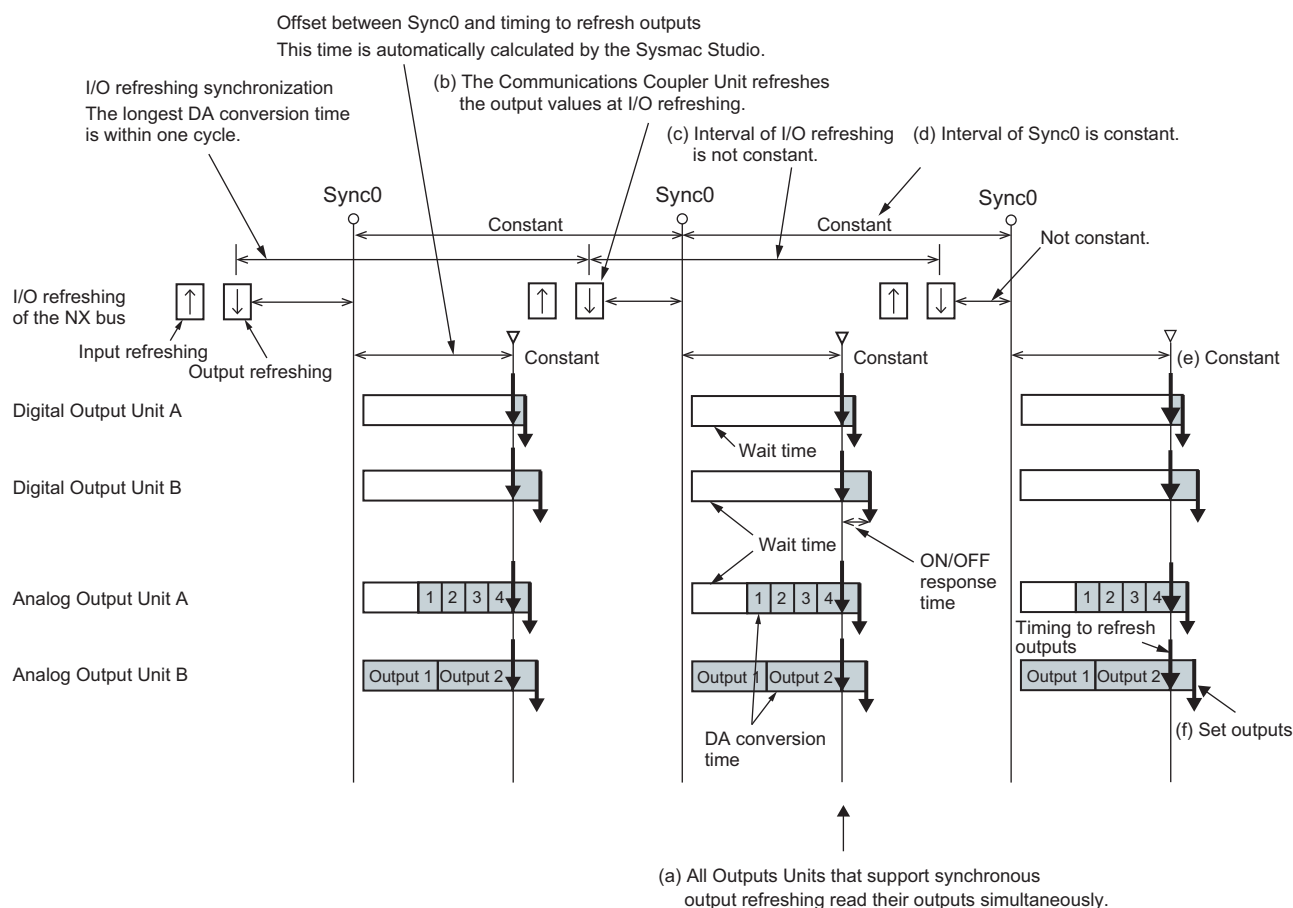 Offset between Sync0 and timing to refresh outputs
This time is automatically calculated by the Sysmac Studio.
I/O refreshing synchronization
The longest DA conversion time
is within one cycle.
(b) The Communications Coupler Unit refreshes
the output values at I/O refreshing.
(c) Interval of I/O refreshing
is not constant.
(d) Interval of Sync0 is constant.
Sync0
Sync0
Sync0
Constant
Constant
Not constant.
I/O refreshing
of the NX bus
Input refreshing
Output refreshing
Constant
Constant
(e) Constant
Digital Output Unit A
Wait time
Digital Output Unit B
Wait time
ON/OFF
response
time
Analog Output Unit A
1 2 3 4
1 2 3 4
1 2 3 4
Timing to refresh
outputs
Analog Output Unit B
Output 1 Output 2
Output 1 Output 2
Output 1 Output 2
DA conversion
time
(f) Set outputs
(a) All Outputs Units that support synchronous
output refreshing read their outputs simultaneously.